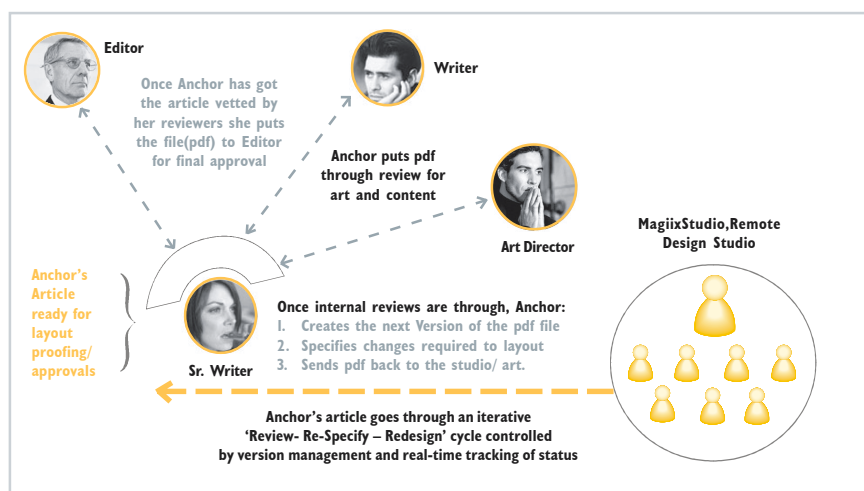 Editor
Once Anchor has got
the article vetted by
her reviewers she puts
the file(pdf) to Editor
for final approval
Writer
Anchor puts pdf
through review for
art and content
Art Director
MagiixStudio,Remote
Design Studio
Anchor's
Article
ready for
layout
proofing/
approvals
Sr. Writer
Once internal reviews are through, Anchor:
1. Creates the next Version of the pdf file
2. Specifies changes required to layout
3. Sends pdf back to the studio/ art.
Anchor's article goes through an iterative
‘Review- Re-Specify – Redesign’ cycle controlled
by version management and real-time tracking of status